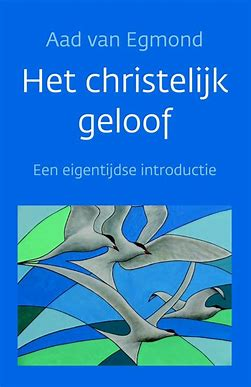 Aad van Egmond
Het christelijk
geloof
Een eigentijdse introductie